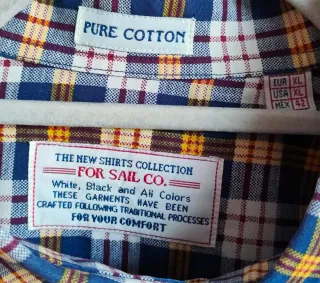 PURE COTTON
EUR XL
USA XL
MEX 42
THE NEW SHIRTS COLLECTION
FOR SAIL CO.
White, Black and All Colors
THESE GARMENTS HAVE BEEN
CRAFTED FOLLOWING TRADITIONAL PROCESSES
FOR YOUR COMFORT